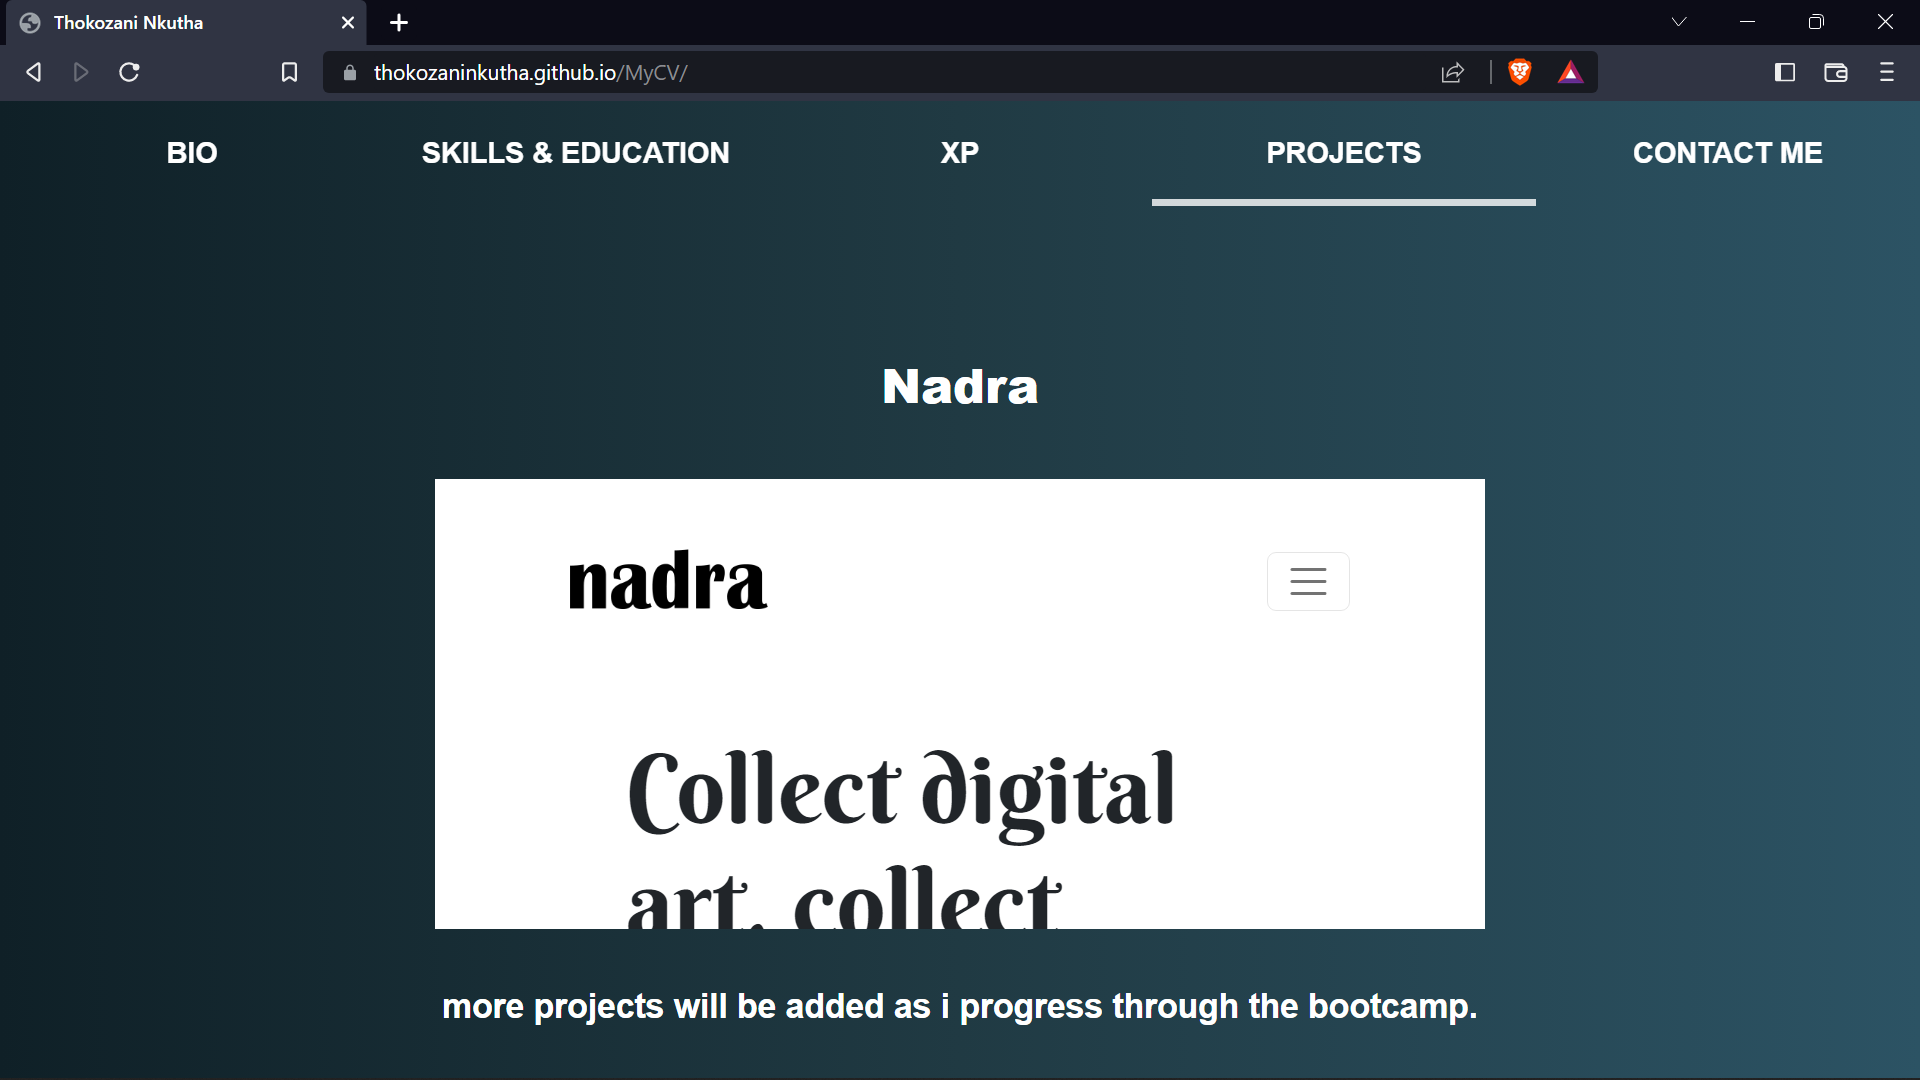 Thokozani Nkutha
thokozaninkutha.github.io/MyCV/
BIO SKILLS & EDUCATION XP PROJECTS CONTACT ME
Nadra
nadra
Collect digital
art, collect
more projects will be added as i progress through the bootcamp.